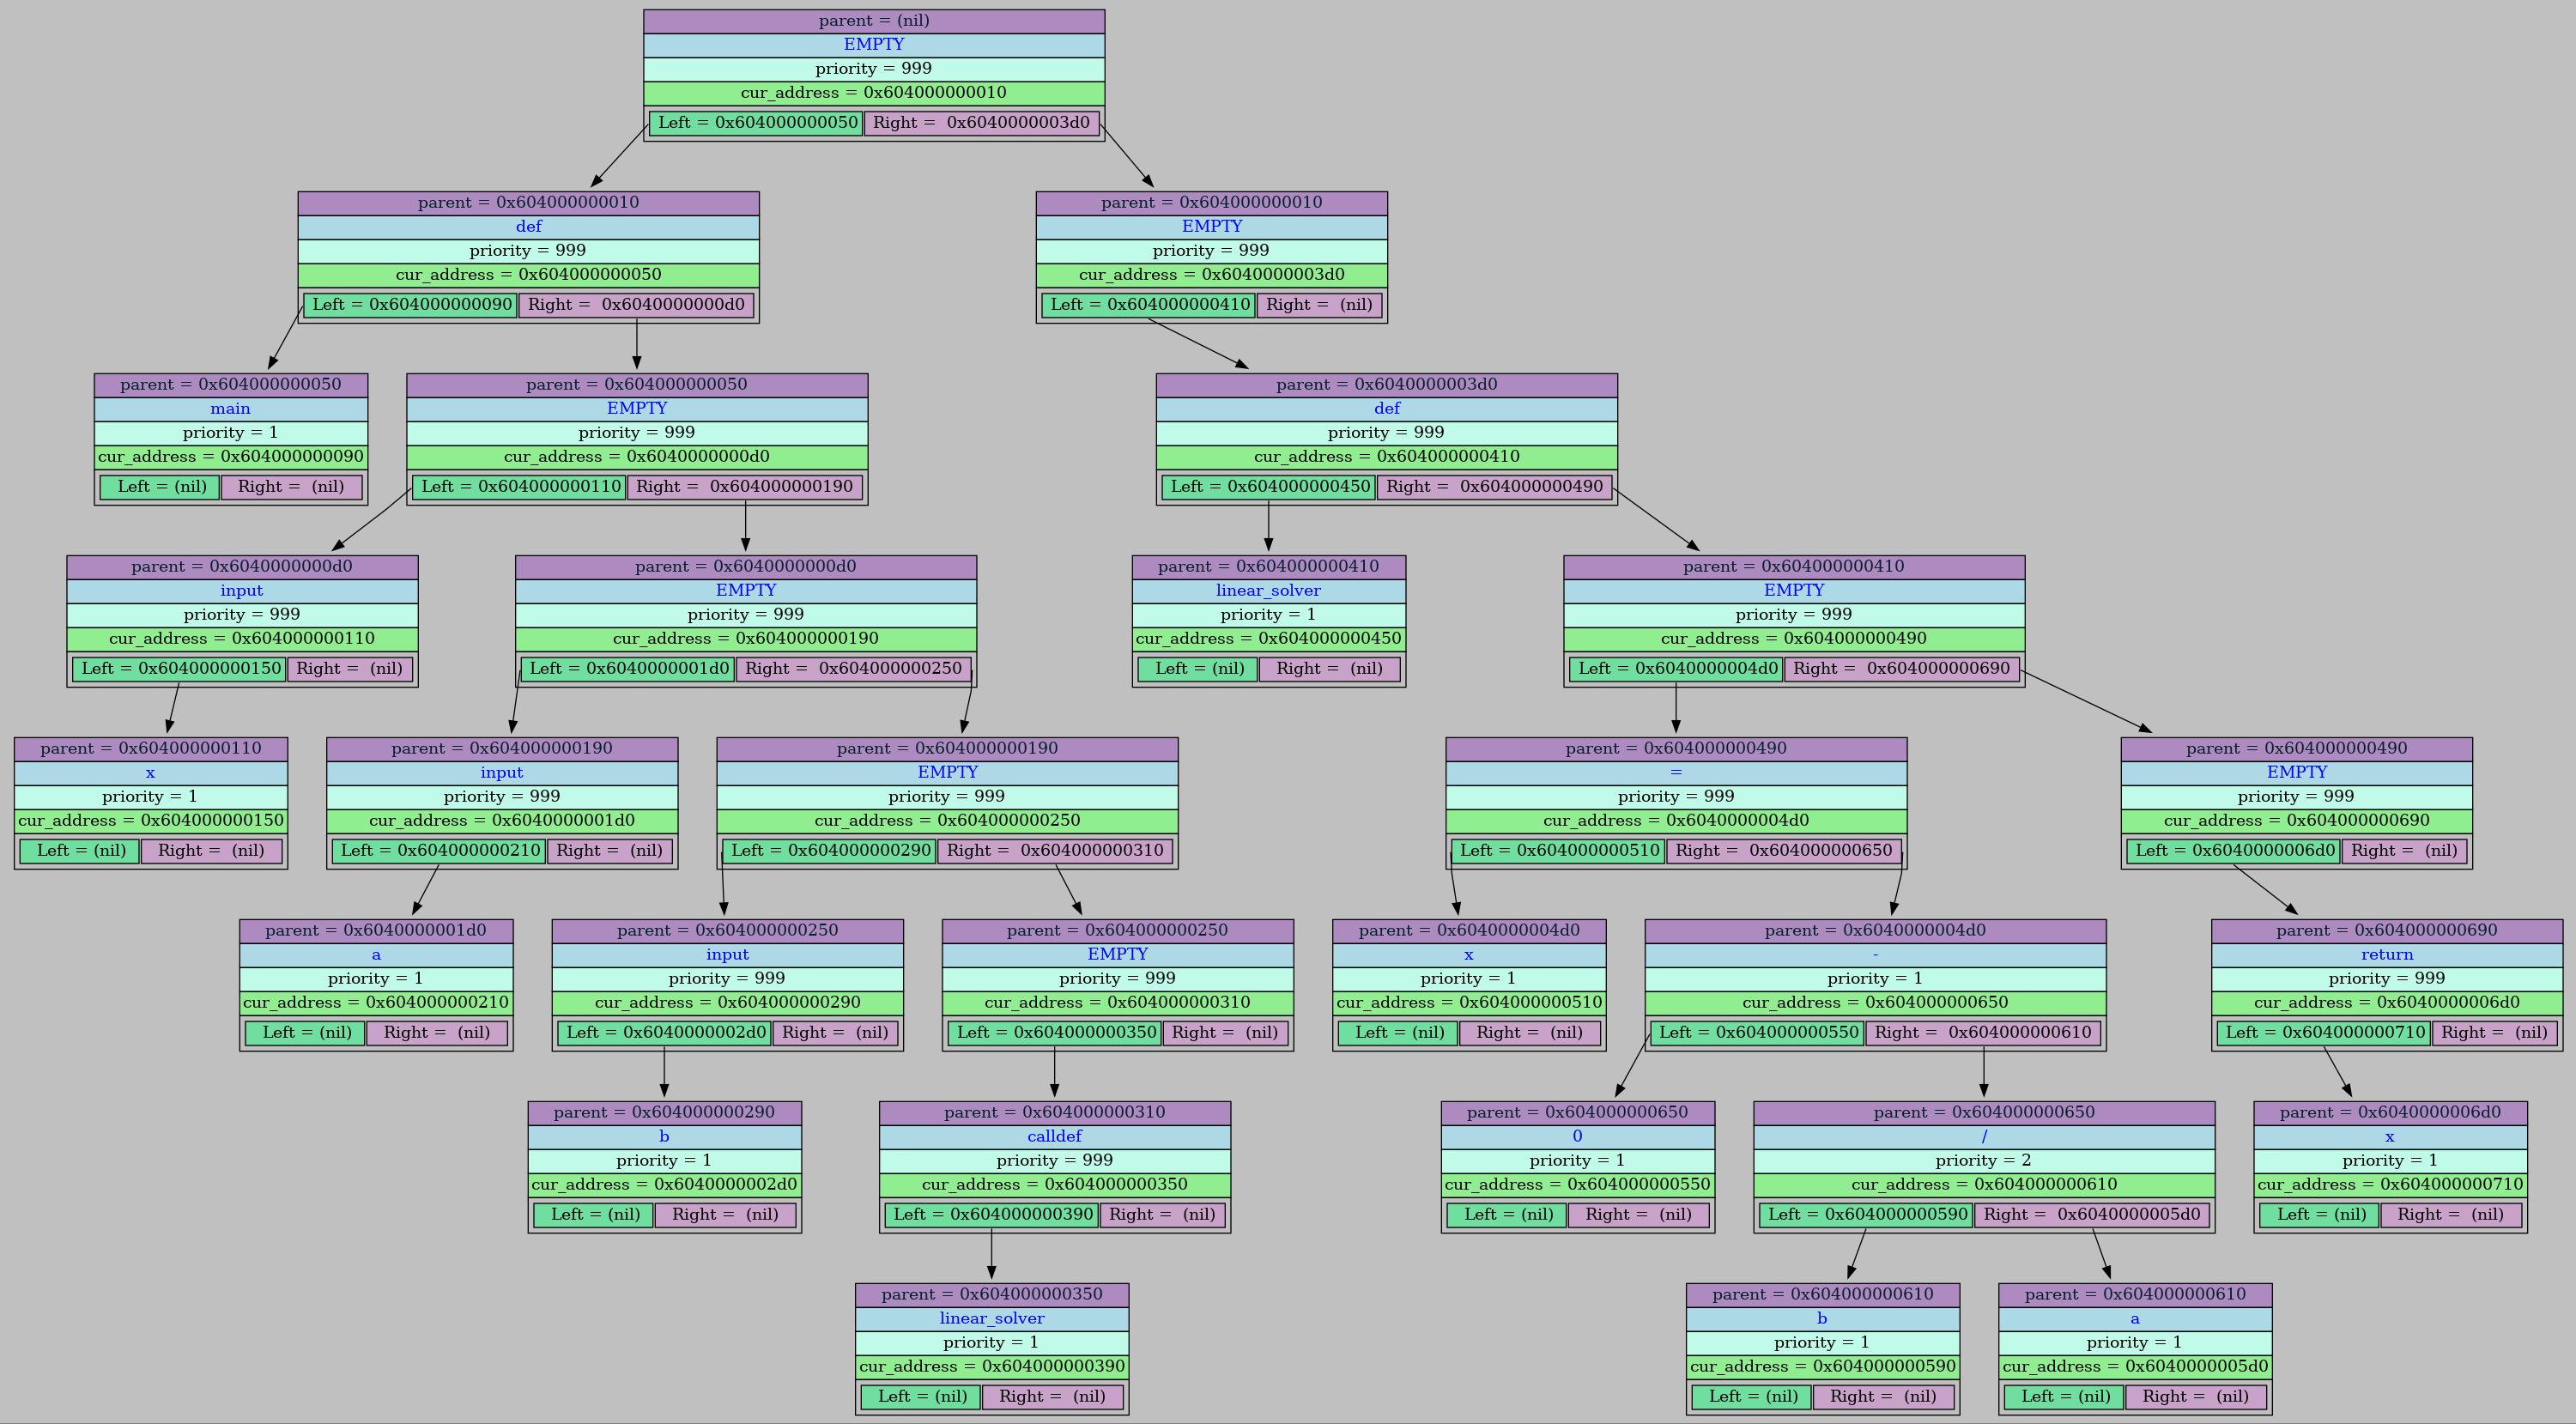 parent = (nil)
EMPTY
priority = 999
cur_address = 0x604000000010
Left = 0x604000000050 Right =  0x6040000003d0
parent = 0x604000000010
def
priority = 999
cur_address = 0x604000000050
Left = 0x604000000090 Right =  0x6040000000d0
parent = 0x604000000010
EMPTY
priority = 999
cur_address = 0x6040000003d0
Left = 0x604000000410 Right =  (nil)
parent = 0x604000000050
main
priority = 1
cur_address = 0x604000000090
Left = (nil) Right =  (nil)
parent = 0x604000000050
EMPTY
priority = 999
cur_address = 0x6040000000d0
Left = 0x604000000110 Right =  0x604000000190
parent = 0x6040000003d0
def
priority = 999
cur_address = 0x604000000410
Left = 0x604000000450 Right =  0x604000000490
parent = 0x6040000000d0
input
priority = 999
cur_address = 0x604000000110
Left = 0x604000000150 Right =  (nil)
parent = 0x6040000000d0
EMPTY
priority = 999
cur_address = 0x604000000190
Left = 0x6040000001d0 Right =  0x604000000250
parent = 0x604000000410
linear_solver
priority = 1
cur_address = 0x604000000450
Left = (nil) Right =  (nil)
parent = 0x604000000410
EMPTY
priority = 999
cur_address = 0x604000000490
Left = 0x6040000004d0 Right =  0x604000000690
parent = 0x604000000110
x
priority = 1
cur_address = 0x604000000150
Left = (nil) Right =  (nil)
parent = 0x604000000190
input
priority = 999
cur_address = 0x6040000001d0
Left = 0x604000000210 Right =  (nil)
parent = 0x604000000190
EMPTY
priority = 999
cur_address = 0x604000000250
Left = 0x604000000290 Right =  0x604000000310
parent = 0x604000000490
=
priority = 999
cur_address = 0x6040000004d0
Left = 0x604000000510 Right =  0x604000000650
parent = 0x604000000490
EMPTY
priority = 999
cur_address = 0x604000000690
Left = 0x6040000006d0 Right =  (nil)
parent = 0x6040000001d0
a
priority = 1
cur_address = 0x604000000210
Left = (nil) Right =  (nil)
parent = 0x604000000250
input
priority = 999
cur_address = 0x604000000290
Left = 0x6040000002d0 Right =  (nil)
parent = 0x604000000250
EMPTY
priority = 999
cur_address = 0x604000000310
Left = 0x604000000350 Right =  (nil)
parent = 0x6040000004d0
x
priority = 1
cur_address = 0x604000000510
Left = (nil) Right =  (nil)
parent = 0x6040000004d0
-
priority = 1
cur_address = 0x604000000650
Left = 0x604000000550 Right =  0x604000000610
parent = 0x604000000690
return
priority = 999
cur_address = 0x6040000006d0
Left = 0x604000000710 Right =  (nil)
parent = 0x604000000290
b
priority = 1
cur_address = 0x6040000002d0
Left = (nil) Right =  (nil)
parent = 0x604000000310
calldef
priority = 999
cur_address = 0x604000000350
Left = 0x604000000390 Right =  (nil)
parent = 0x604000000650
0
priority = 1
cur_address = 0x604000000550
Left = (nil) Right =  (nil)
parent = 0x604000000650
/
priority = 2
cur_address = 0x604000000610
Left = 0x604000000590 Right =  0x6040000005d0
parent = 0x6040000006d0
x
priority = 1
cur_address = 0x604000000710
Left = (nil) Right =  (nil)
parent = 0x604000000350
linear_solver
priority = 1
cur_address = 0x604000000390
Left = (nil) Right =  (nil)
parent = 0x604000000610
b
priority = 1
cur_address = 0x604000000590
Left = (nil) Right =  (nil)
parent = 0x604000000610
a
priority = 1
cur_address = 0x6040000005d0
Left = (nil) Right =  (nil)